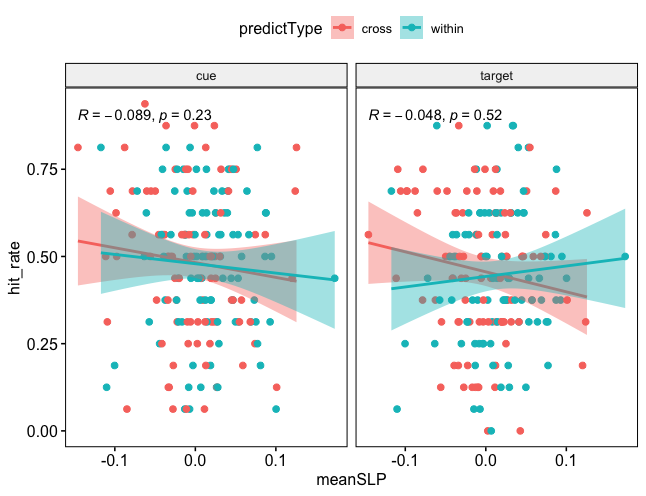 predictType cross within
cue target
R = −0.089, p = 0.23 R = −0.048, p = 0.52
0.75
0.50
0.25
0.00
hit_rate
-0.1 0.0 0.1 -0.1 0.0 0.1
meanSLP